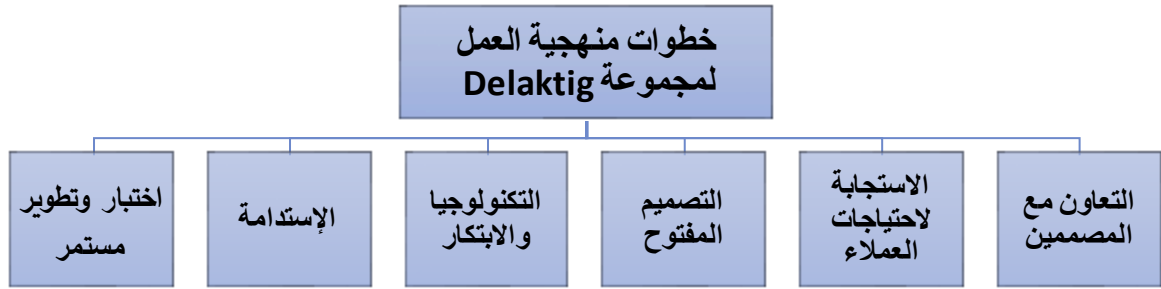 خطوات منهجية العمل
لمجموعة Delaktig
التعاون مع
المصممين
الاستجابة
لاحتياجات
العملاء
التصميم
المفتوح
التكنولوجيا
والابتكار
الإستدامة
اختبار وتطوير
مستمر